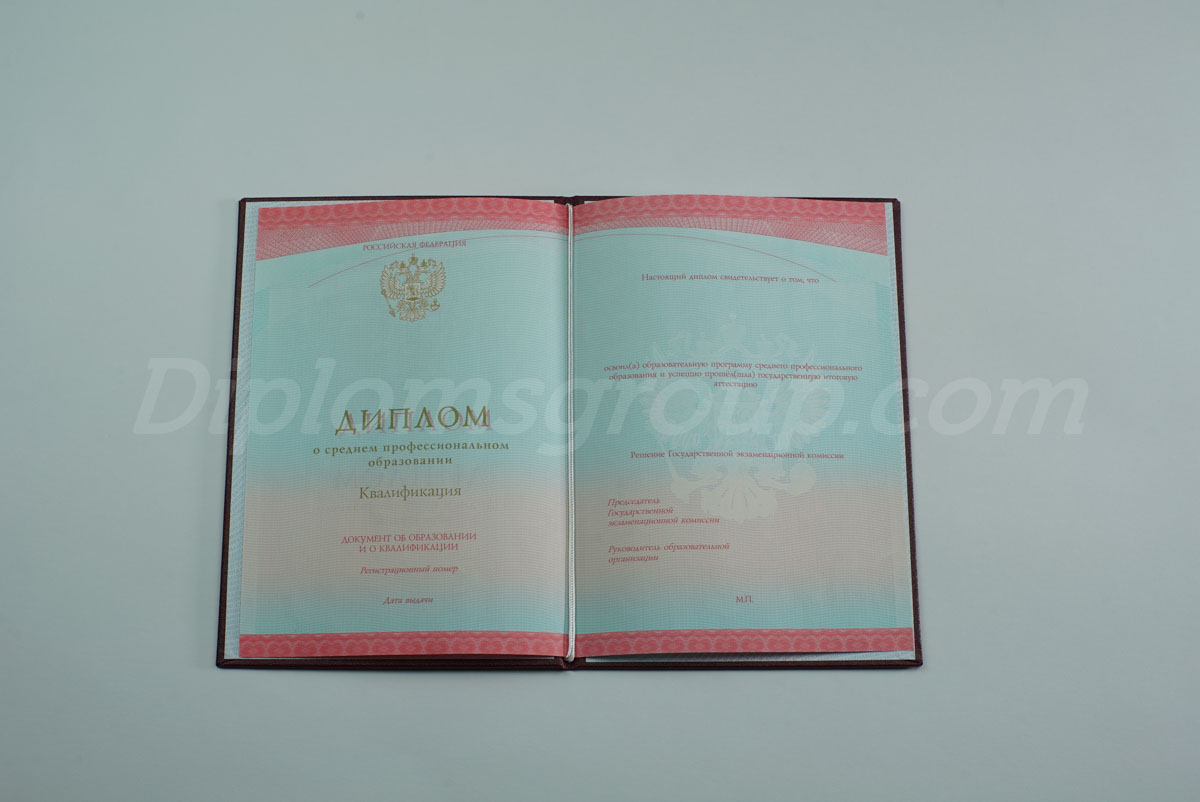 РОССИЙСКАЯ ФЕДЕРАЦИЯ
ДИПЛОМ
о среднем профессиональном
образовании
Квалификация
ДОКУМЕНТ ОБ ОБРАЗОВАНИИ
И О КВАЛИФИКАЦИИ
Регистрационный номер
Дата выдачи
Настоящий диплом свидетельствует о том, что
освоил(а) образовательную программу среднего профессионального
образования и успешно прошёл(шла) государственную итоговую
аттестацию
Решение Государственной экзаменационной комиссии
Председатель
Государственной
экзаменационной комиссии
Руководитель образовательной
организации
М.П.
Diplomsgroup.com